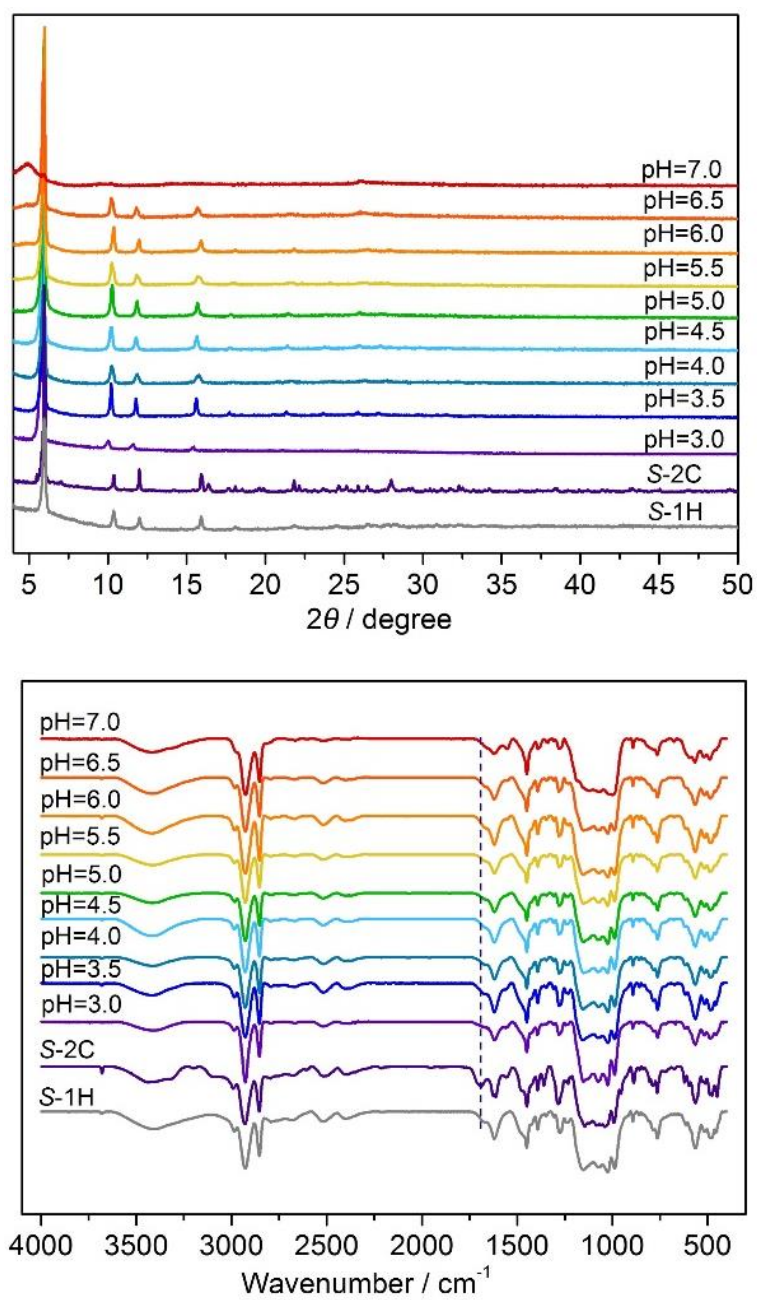 pH=7.0
pH=6.5
pH=6.0
pH=5.5
pH=5.0
pH=4.5
pH=4.0
pH=3.5
pH=3.0
S-2C
S-1H
5 10 15 20 25 30 35 40 45 50
2θ / degree
pH=7.0
pH=6.5
pH=6.0
pH=5.5
pH=5.0
pH=4.5
pH=4.0
pH=3.5
pH=3.0
S-2C
S-1H
4000 3500 3000 2500 2000 1500 1000 500
Wavenumber / cm⁻¹